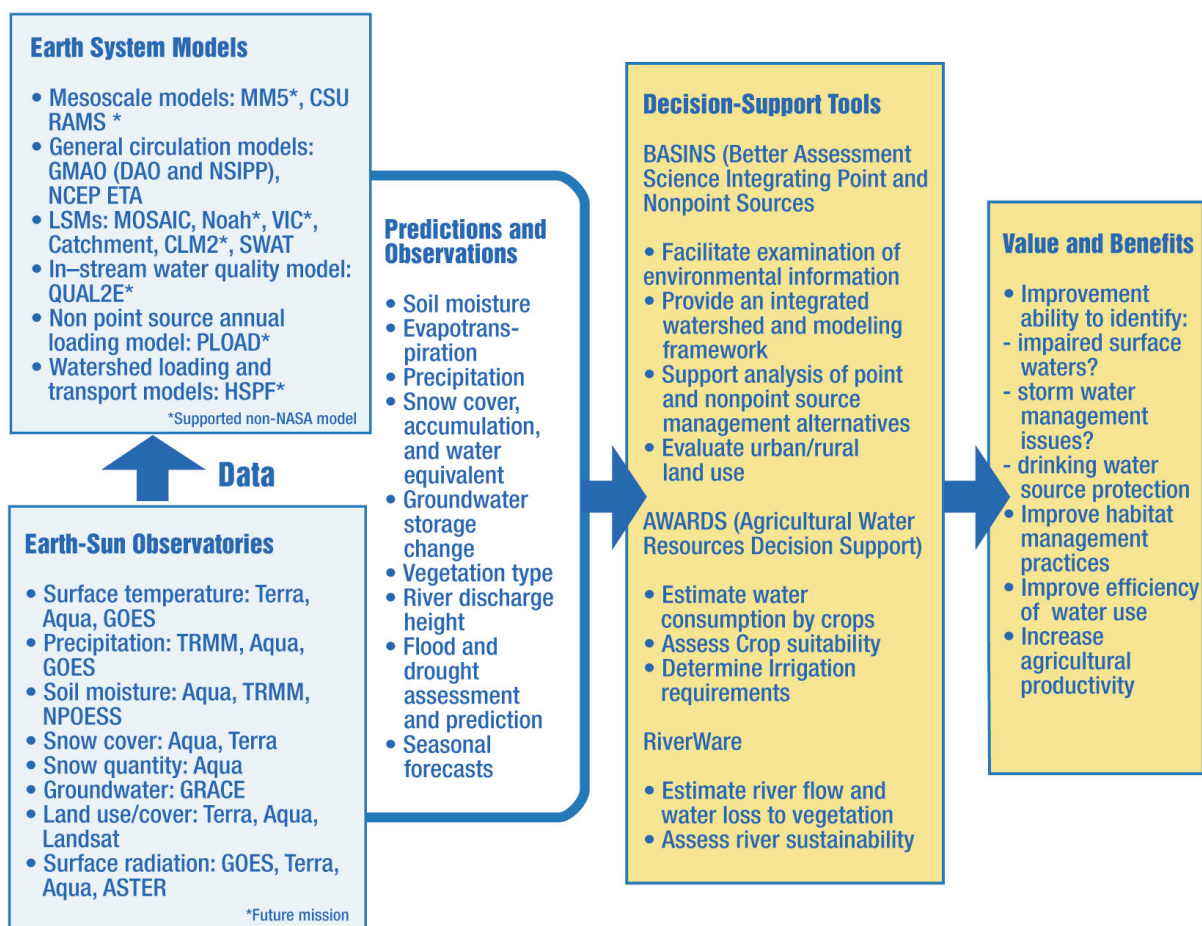 Earth System Models
• Mesoscale models: MM5*, CSU
RAMS *
• General circulation models:
GMAO (DAO and NSIPP),
NCEP ETA
• LSMs: MOSAIC, Noah*, VIC*,
Catchment, CLM2*, SWAT
• In–stream water quality model:
QUAL2E*
• Non point source annual
loading model: PLOAD*
• Watershed loading and
transport models: HSPF*
*Supported non-NASA model
Data
Earth-Sun Observatories
• Surface temperature: Terra,
Aqua, GOES
• Precipitation: TRMM, Aqua,
GOES
• Soil moisture: Aqua, TRMM,
NPOESS
• Snow cover: Aqua, Terra
• Snow quantity: Aqua
• Groundwater: GRACE
• Land use/cover: Terra, Aqua,
Landsat
• Surface radiation: GOES, Terra,
Aqua, ASTER
*Future mission
Predictions and
Observations
• Soil moisture
• Evapotrans-
piration
• Precipitation
• Snow cover,
accumulation,
and water
equivalent
• Groundwater
storage
change
• Vegetation type
• River discharge
height
• Flood and
drought
assessment
and prediction
• Seasonal
forecasts
Decision-Support Tools
BASINS (Better Assessment
Science Integrating Point and
Nonpoint Sources
• Facilitate examination of
environmental information
• Provide an integrated
watershed and modeling
framework
• Support analysis of point
and nonpoint source
management alternatives
• Evaluate urban/rural
land use
AWARDS (Agricultural Water
Resources Decision Support)
• Estimate water
consumption by crops
• Assess Crop suitability
• Determine Irrigation
requirements
RiverWare
• Estimate river flow and
water loss to vegetation
• Assess river sustainability
Value and Benefits
• Improvement
ability to identify:
- impaired surface
waters?
- storm water
management
issues?
- drinking water
source protection
• Improve habitat
management
practices
• Improve efficiency
of water use
• Increase
agricultural
productivity